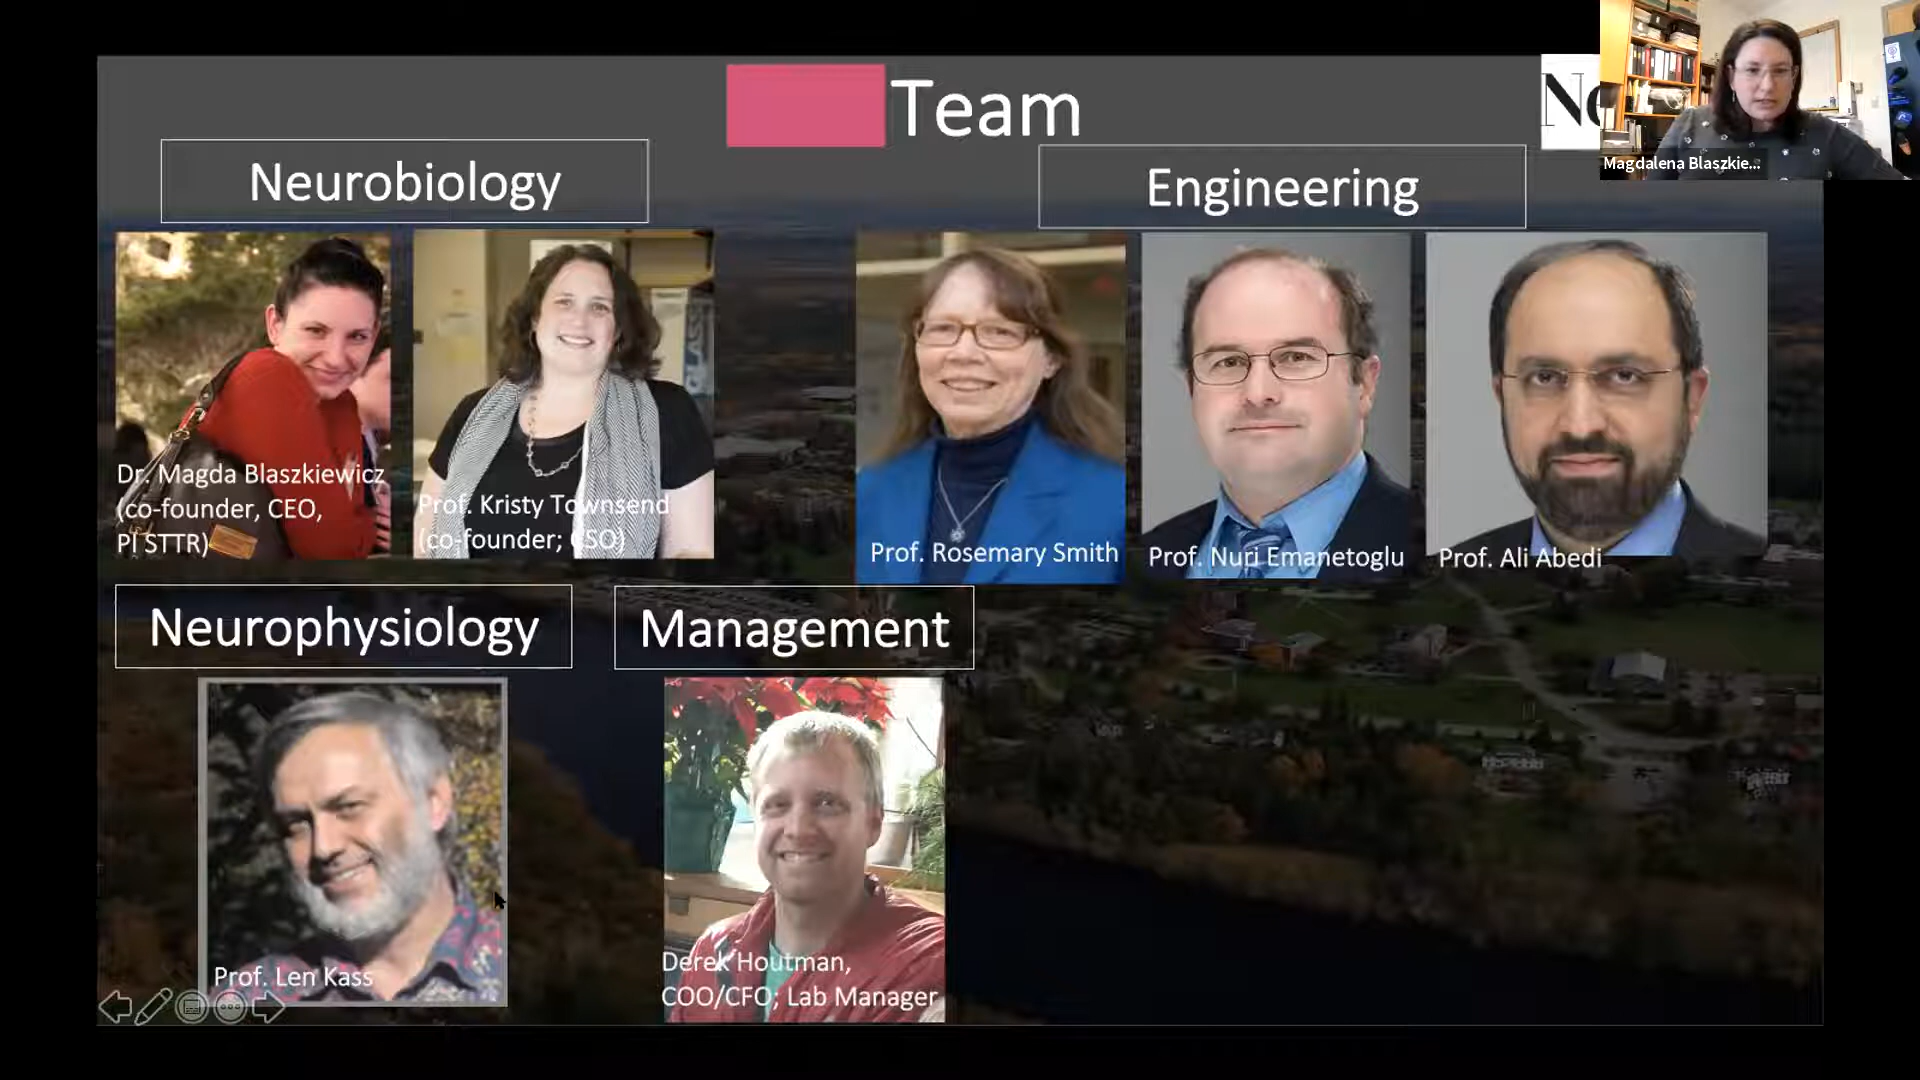 Team
Neurobiology
Engineering
Magdalena Blaszkie...
Dr. Magda Blaszkiewicz
(co-founder, CEO,
PI STTR)
Prof. Kristy Townsend
(co-founder; CSO)
Prof. Rosemary Smith
Prof. Nuri Emanetoglu
Prof. Ali Abedi
Neurophysiology
Management
Prof. Len Kass
Derek Houtman,
COO/CFO; Lab Manager